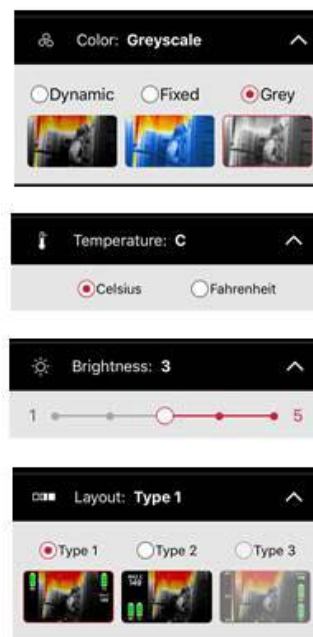 Color: Greyscale
Dynamic Fixed Grey
Temperature: C
Celsius Fahrenheit
Brightness: 3
1 5
Layout: Type 1
Type 1 Type 2 Type 3